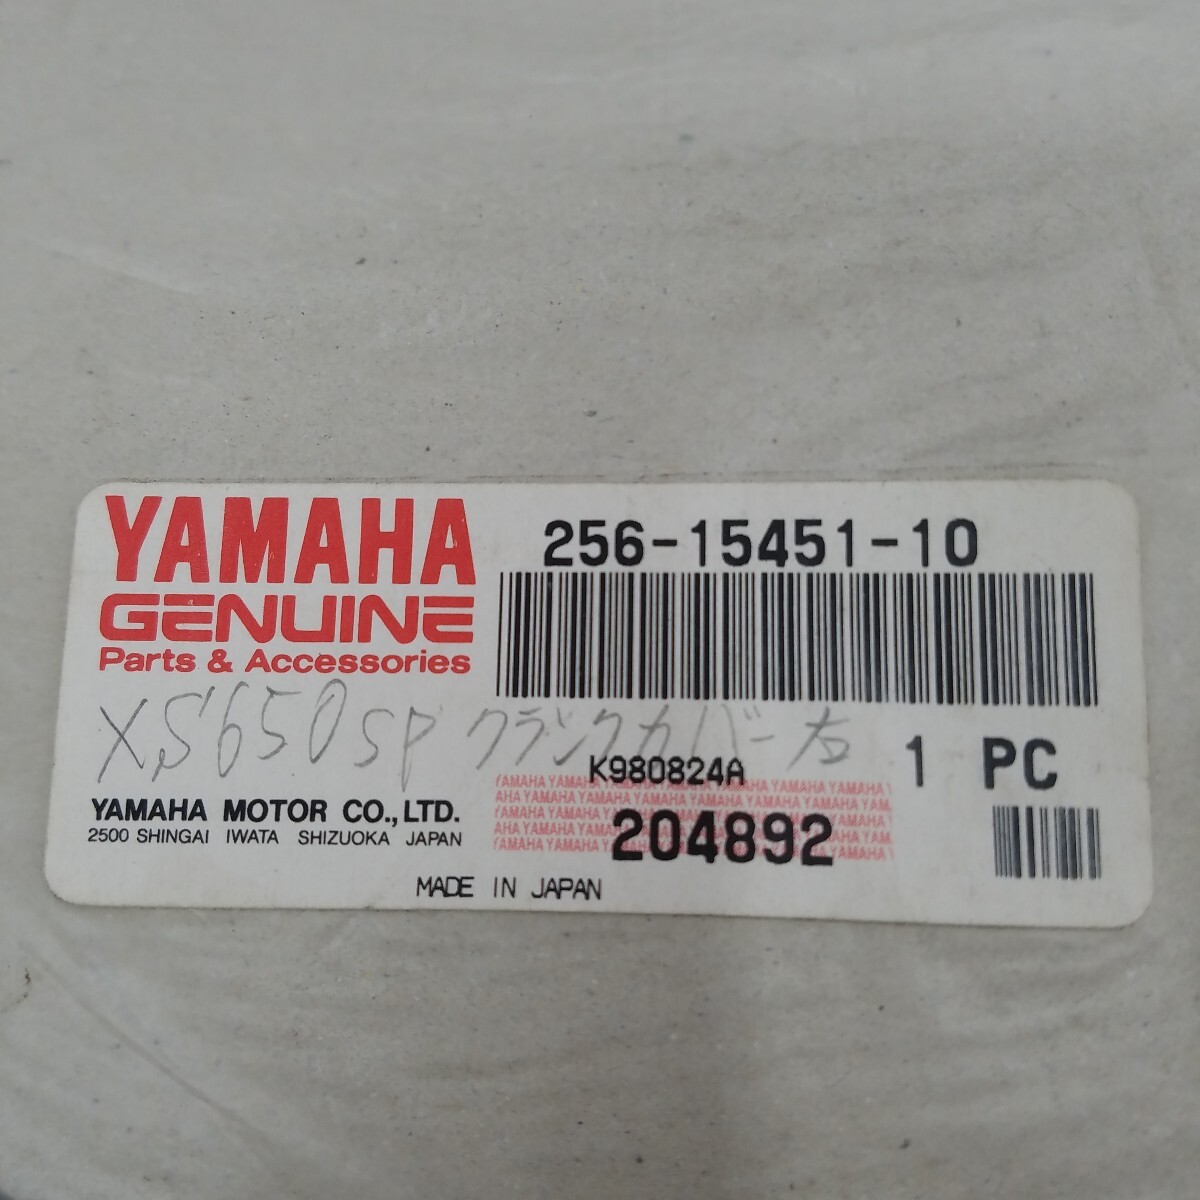 YAMAHA
GENUINE
Parts & Accessories
256-15451-10
XS650SP クランクカバー 右
1 PC
K980824A
YAMAHA MOTOR CO., LTD.
2500 SHINGAI IWATA SHIZUOKA JAPAN
204892
MADE IN JAPAN